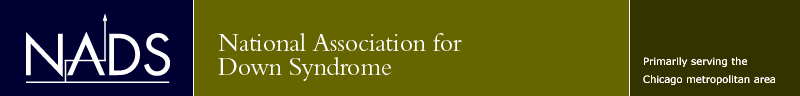 NADS
National Association for
Down Syndrome
Primarily serving the
Chicago metropolitan area